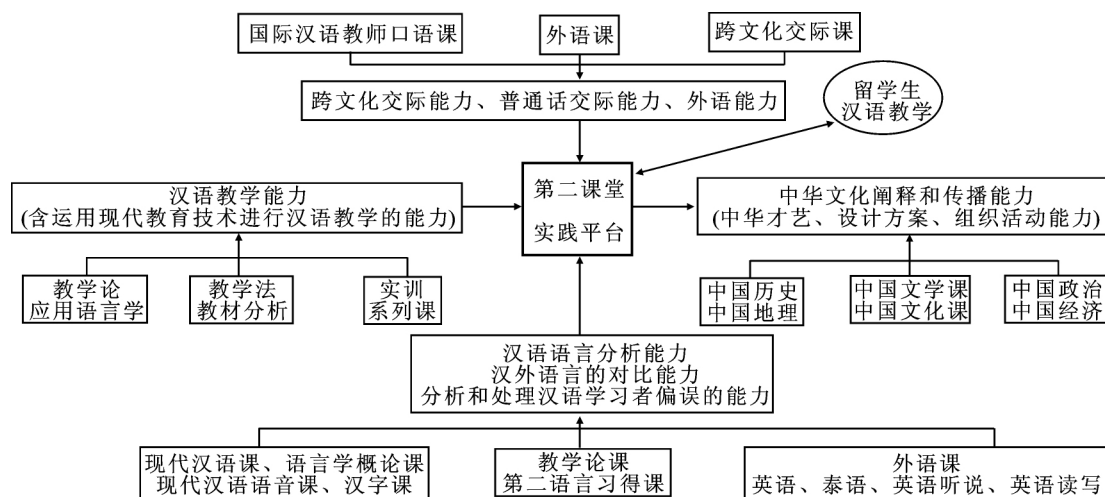 国际汉语教师口语课
外语课
跨文化交际课
跨文化交际能力、普通话交际能力、外语能力
留学生
汉语教学
汉语教学能力
(含运用现代教育技术进行汉语教学的能力)
第二课堂
实践平台
中华文化阐释和传播能力
(中华才艺、设计方案、组织活动能力)
教学论
应用语言学
教学法
教材分析
实训
系列课
中国历史
中国地理
中国文学课
中国文化课
中国政治
中国经济
汉语语言分析能力
汉外语言的对比能力
分析和处理汉语学习者偏误的能力
现代汉语课、语言学概论课
现代汉语语音课、汉字课
教学论课
第二语言习得课
外语课
英语、泰语、英语听说、英语读写